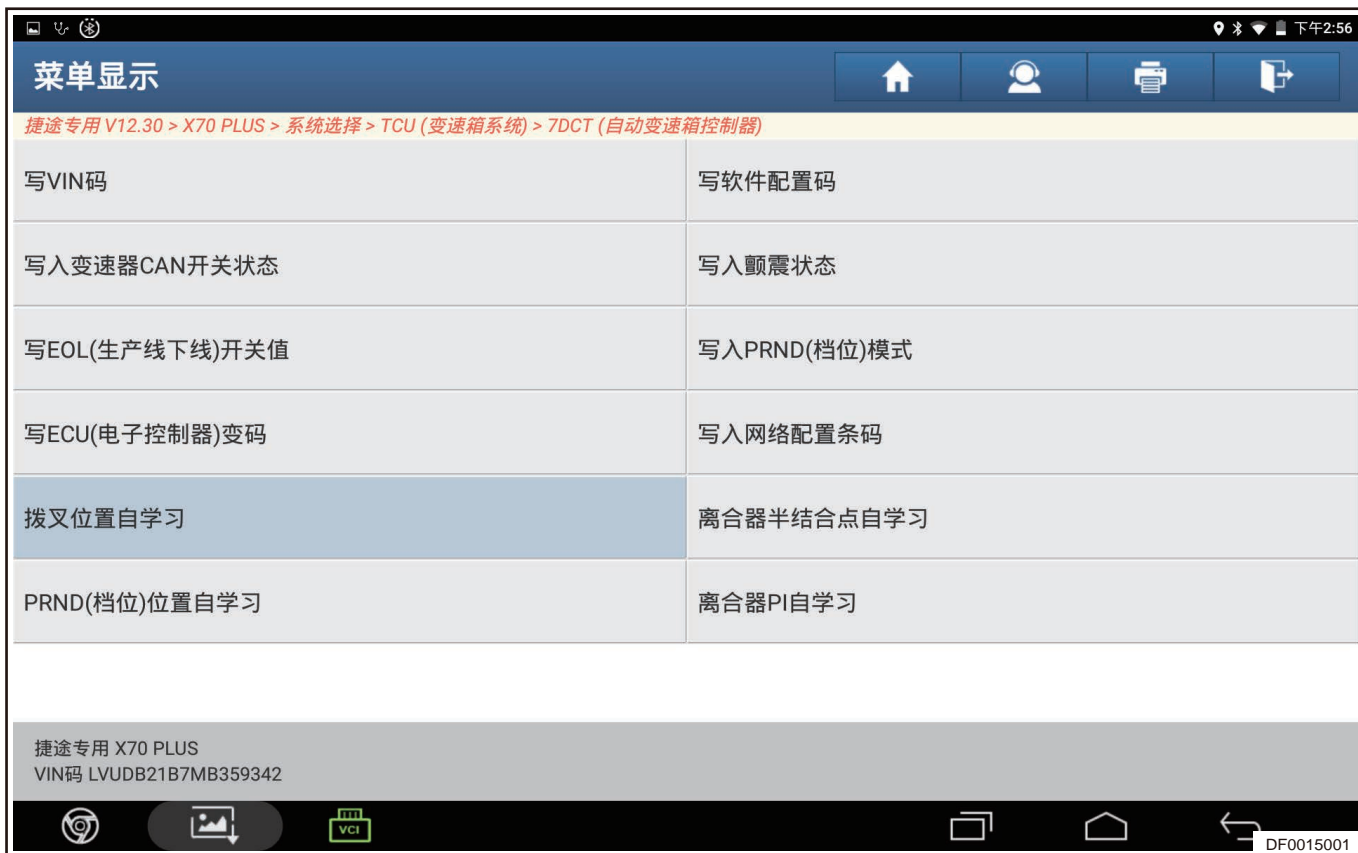 下午2:56
菜单显示
捷途专用 V12.30 > X70 PLUS > 系统选择 > TCU (变速箱系统) > 7DCT (自动变速箱控制器)
写VIN码
写软件配置码
写入变速器CAN开关状态
写入颤震状态
写EOL(生产线下线)开关值
写入PRND(档位)模式
写ECU(电子控制器)变码
写入网络配置条码
拨叉位置自学习
离合器半结合点自学习
PRND(档位)位置自学习
离合器PI自学习
捷途专用 X70 PLUS
VIN码 LVUDB21B7MB359342
VCI
DF0015001